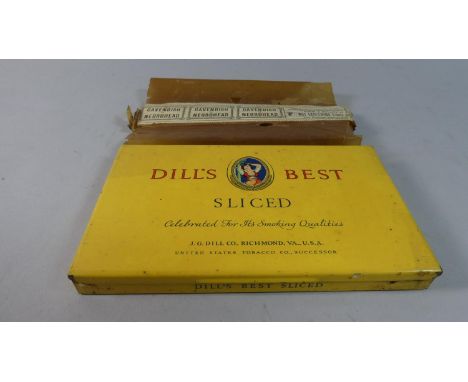 CAVENDISH CAVENDISH CAVENDISH
NEGROHEAD NEGROHEAD NEGROHEAD
DILL'S BEST
SLICED
Celebrated For Its Smoking Qualities
J. G. DILL CO., RICHMOND, VA., U.S.A.
UNITED STATES TOBACCO CO., SUCCESSOR
DILL'S BEST SLICED